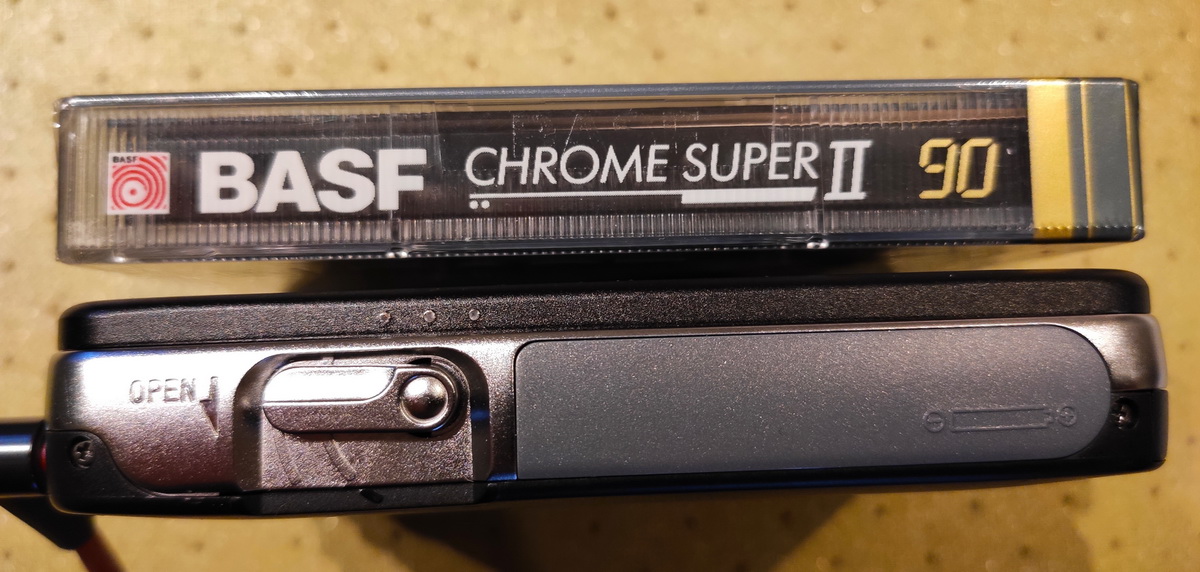 BASF
BASF CHROME SUPER II 90
OPEN